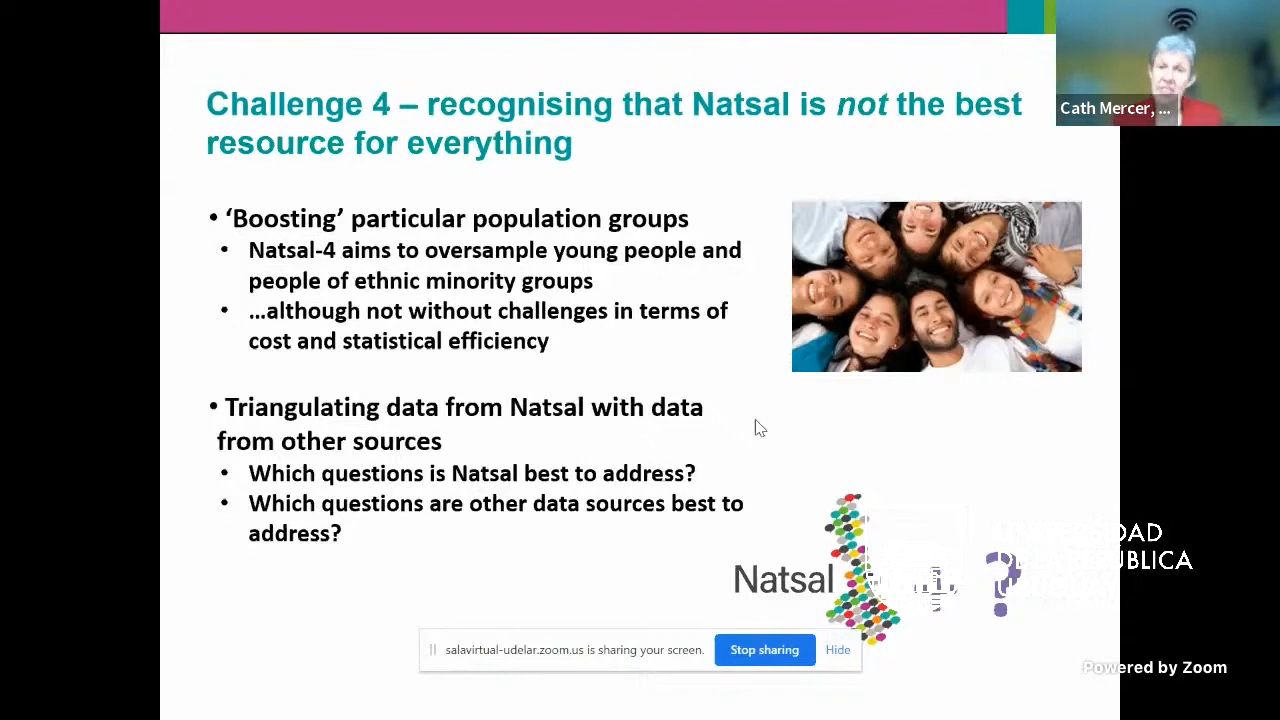 Challenge 4 – recognising that Natsal is not the best
resource for everything
Cath Mercer, ...
• ‘Boosting’ particular population groups
• Natsal-4 aims to oversample young people and
people of ethnic minority groups
• ...although not without challenges in terms of
cost and statistical efficiency
• Triangulating data from Natsal with data
from other sources
• Which questions is Natsal best to address?
• Which questions are other data sources best to
address?
Natsal
?
UNIVERSIDAD
DE LA REPÚBLICA
salavirtual-udelar.zoom.us is sharing your screen.
Stop sharing
Hide
Powered by Zoom